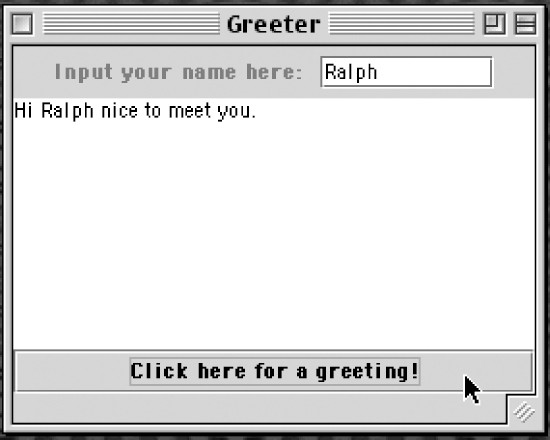 Greeter
Input your name here: Ralph
Hi Ralph nice to meet you.
Click here for a greeting!